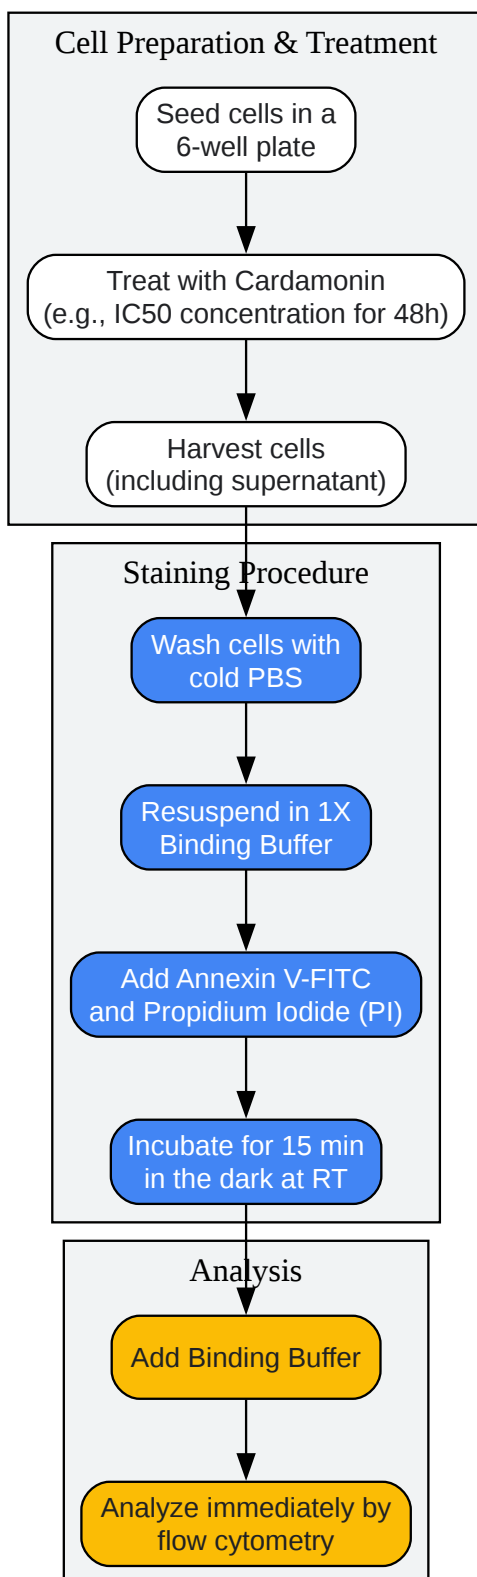 Cell Preparation & Treatment
Seed cells in a
6-well plate
Treat with Cardamonin
(e.g., IC50 concentration for 48h)
Harvest cells
(including supernatant)
Staining Procedure
Wash cells with
cold PBS
Resuspend in 1X
Binding Buffer
Add Annexin V-FITC
and Propidium Iodide (PI)
Incubate for 15 min
in the dark at RT
Analysis
Add Binding Buffer
Analyze immediately by
flow cytometry